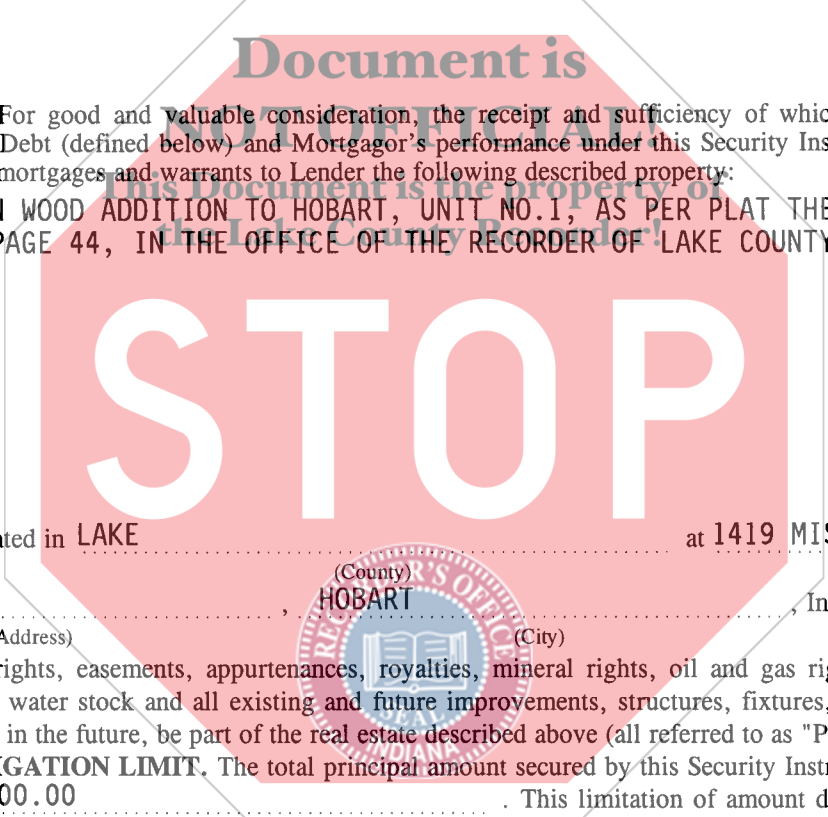 Document is
NOT OFFICIAL!
This Document is the property of
the Lake County Recorder!
For good and valuable consideration, the receipt and sufficiency of whic
Debt (defined below) and Mortgagor's performance under this Security Ins
mortgages and warrants to Lender the following described property:
N WOOD ADDITION TO HOBART, UNIT NO.1, AS PER PLAT THE
PAGE 44, IN THE OFFICE OF THE RECORDER OF LAKE COUNTY
STOP
ated in LAKE at 1419 MIS
(County)
, HOBART , In
Address) (City)
rights, easements, appurtenances, royalties, mineral rights, oil and gas rig
water stock and all existing and future improvements, structures, fixtures,
in the future, be part of the real estate described above (all referred to as "P
IGATION LIMIT. The total principal amount secured by this Security Instr
00.00 . This limitation of amount d
RECORDER'S OFFICE
SEAL
INDIANA